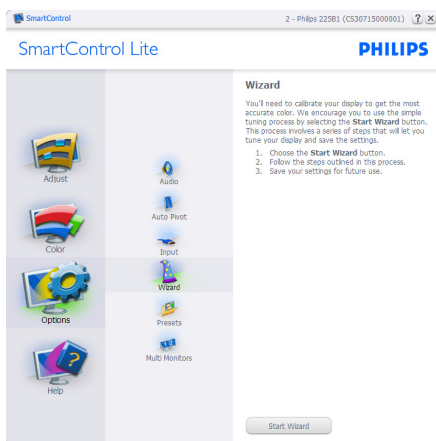 SmartControl
2 - Philips 225B1 (CS30715000001)
? X
SmartControl Lite
PHILIPS
Adjust
Color
Options
Help
Audio
Auto Pivot
Input
Wizard
Presets
Multi Monitors
Wizard
You'll need to calibrate your display to get the most
accurate color. We encourage you to use the simple
tuning process by selecting the Start Wizard button.
This process involves a series of steps that will let you
tune your display and save the settings.
1. Choose the Start Wizard button.
2. Follow the steps outlined in this process.
3. Save your settings for future use.
Start Wizard